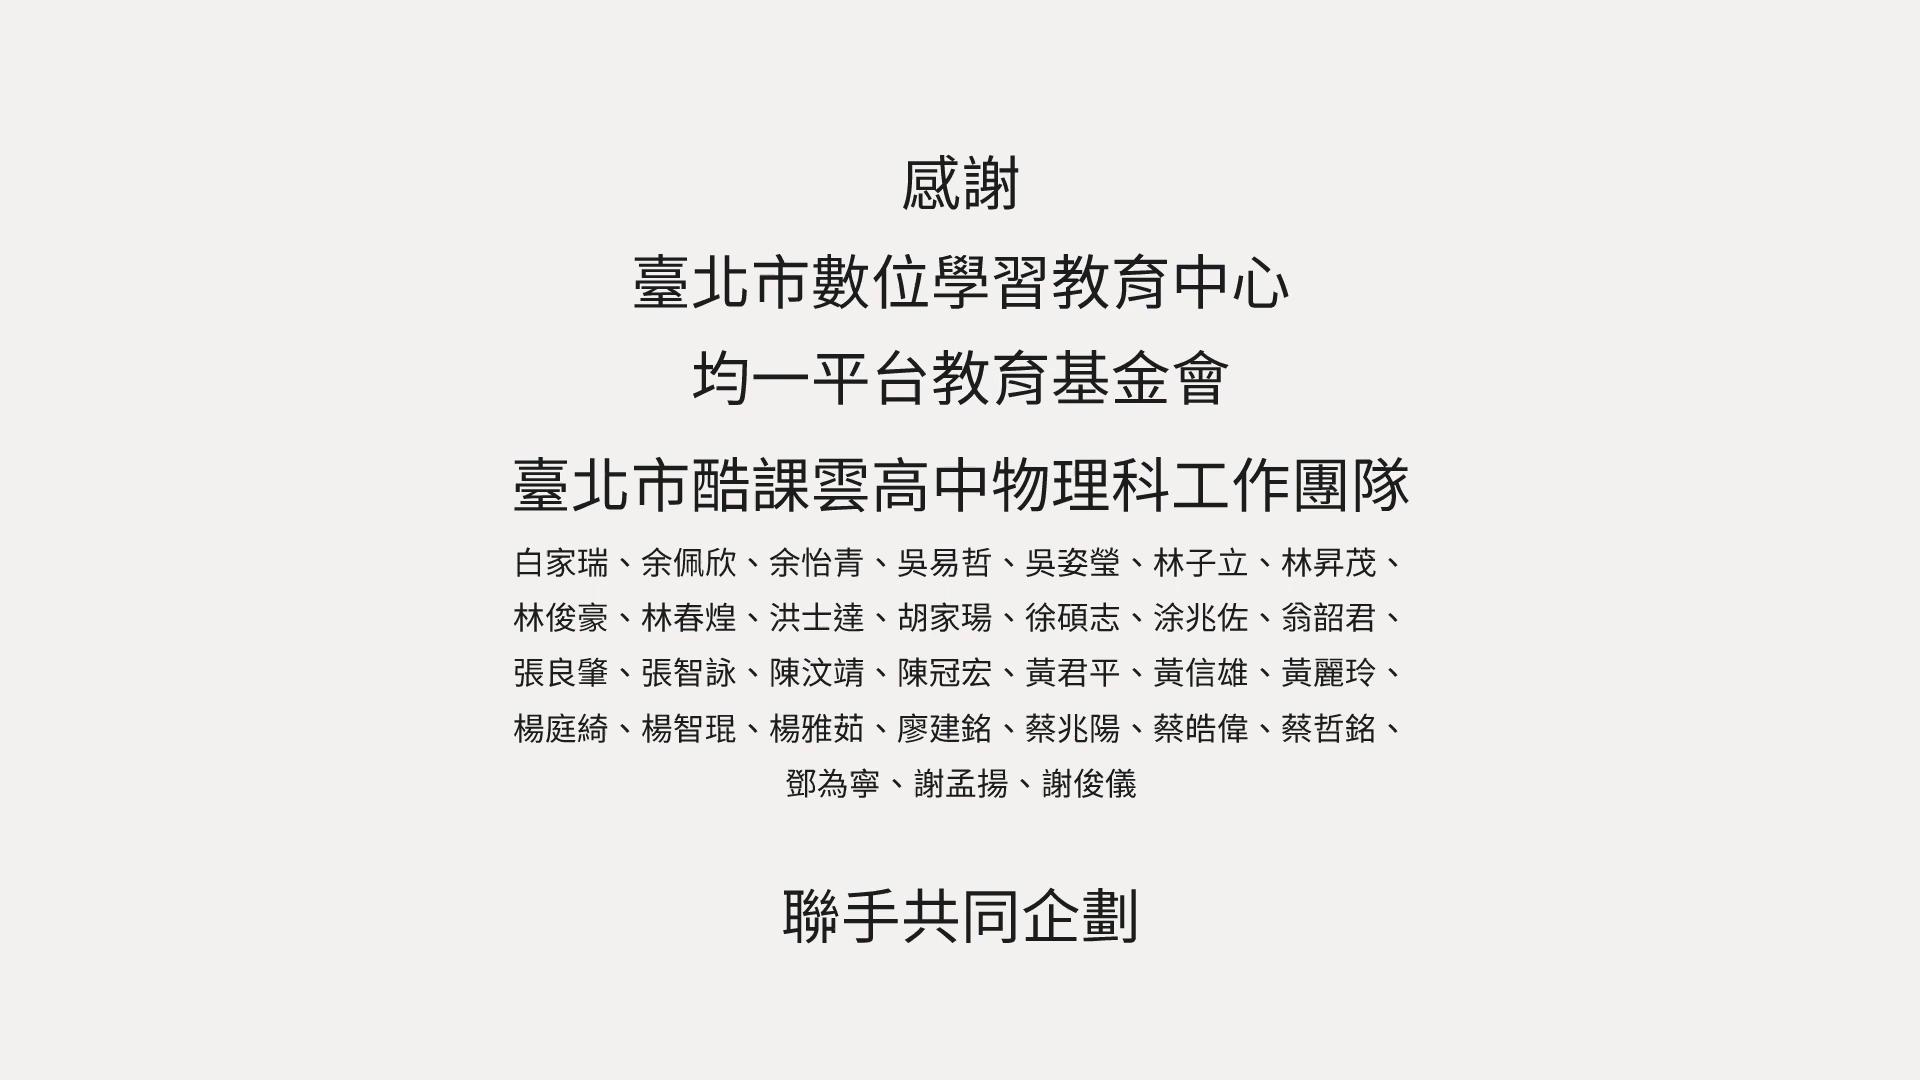 感謝
臺北市數位學習教育中心
均一平台教育基金會
臺北市酷課雲高中物理科工作團隊
白家瑞、余佩欣、余怡青、吳易哲、吳姿瑩、林子立、林昇茂、
林俊豪、林春煌、洪士達、胡家瑒、徐碩志、涂兆佐、翁韶君、
張良肇、張智詠、陳汶靖、陳冠宏、黃君平、黃信雄、黃麗玲、
楊庭綺、楊智琨、楊雅茹、廖建銘、蔡兆陽、蔡皓偉、蔡哲銘、
鄧為寧、謝孟揚、謝俊儀
聯手共同企劃